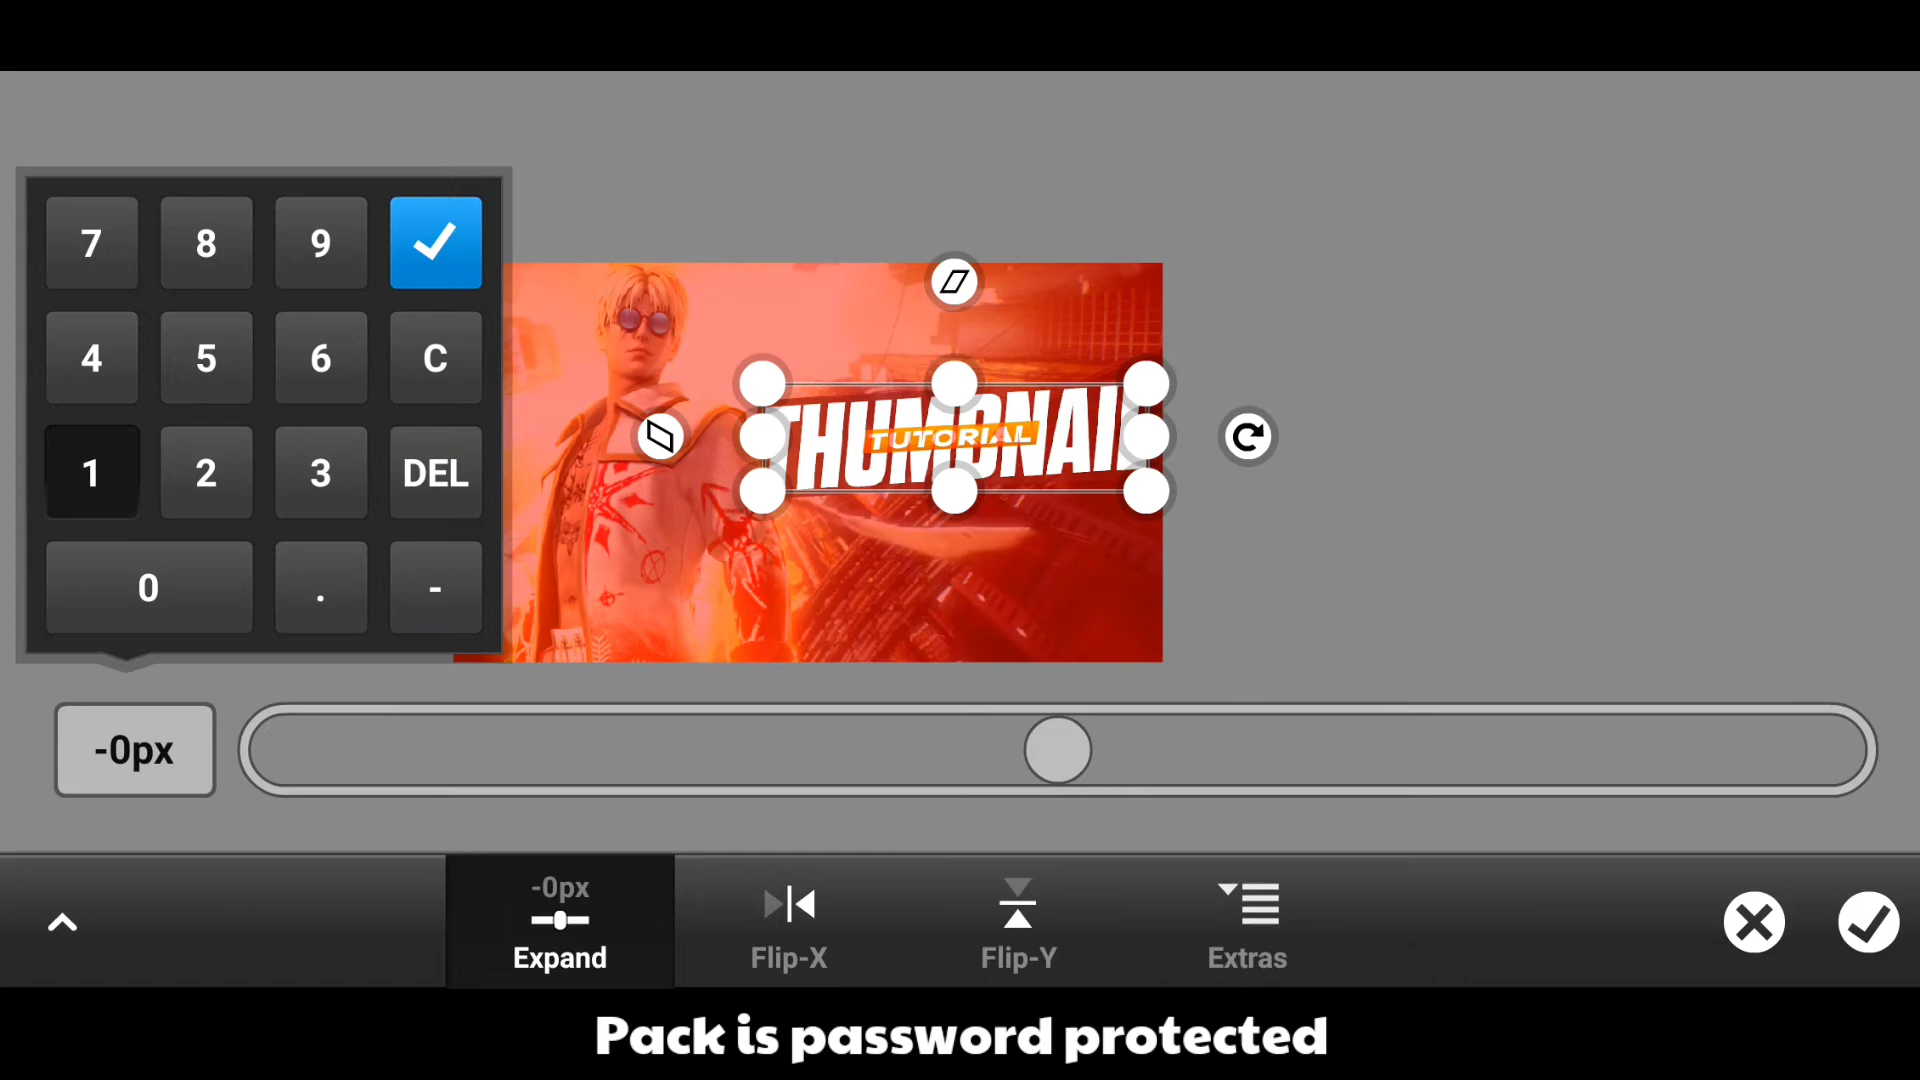 7 8 9
4 5 6 C
1 2 3 DEL
0 . -
THUMBNAIL
TUTORIAL
-0px
-0px
Expand
Flip-X
Flip-Y
Extras
Pack is password protected